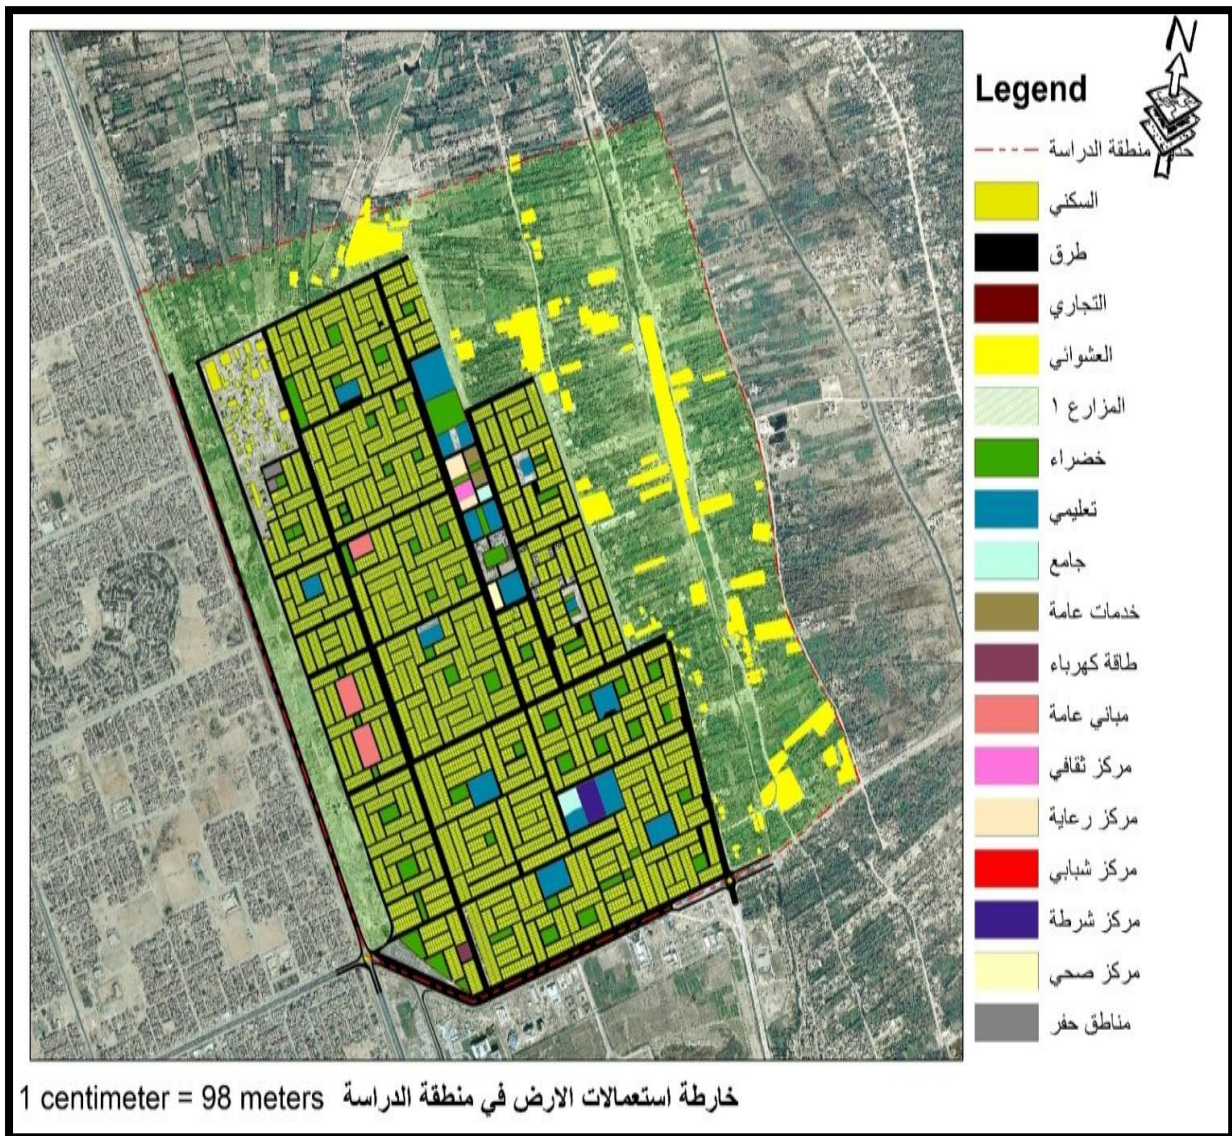 N
Legend
منطقة الدراسة
السكني
طرق
التجاري
العشوائي
المزارع ١
خضراء
تعليمي
جامع
خدمات عامة
طاقة كهرباء
مباني عامة
مركز ثقافي
مركز رعاية
مركز شبابي
مركز شرطة
مركز صحي
مناطق حفر
1 centimeter = 98 meters خارطة استعمالات الارض في منطقة الدراسة